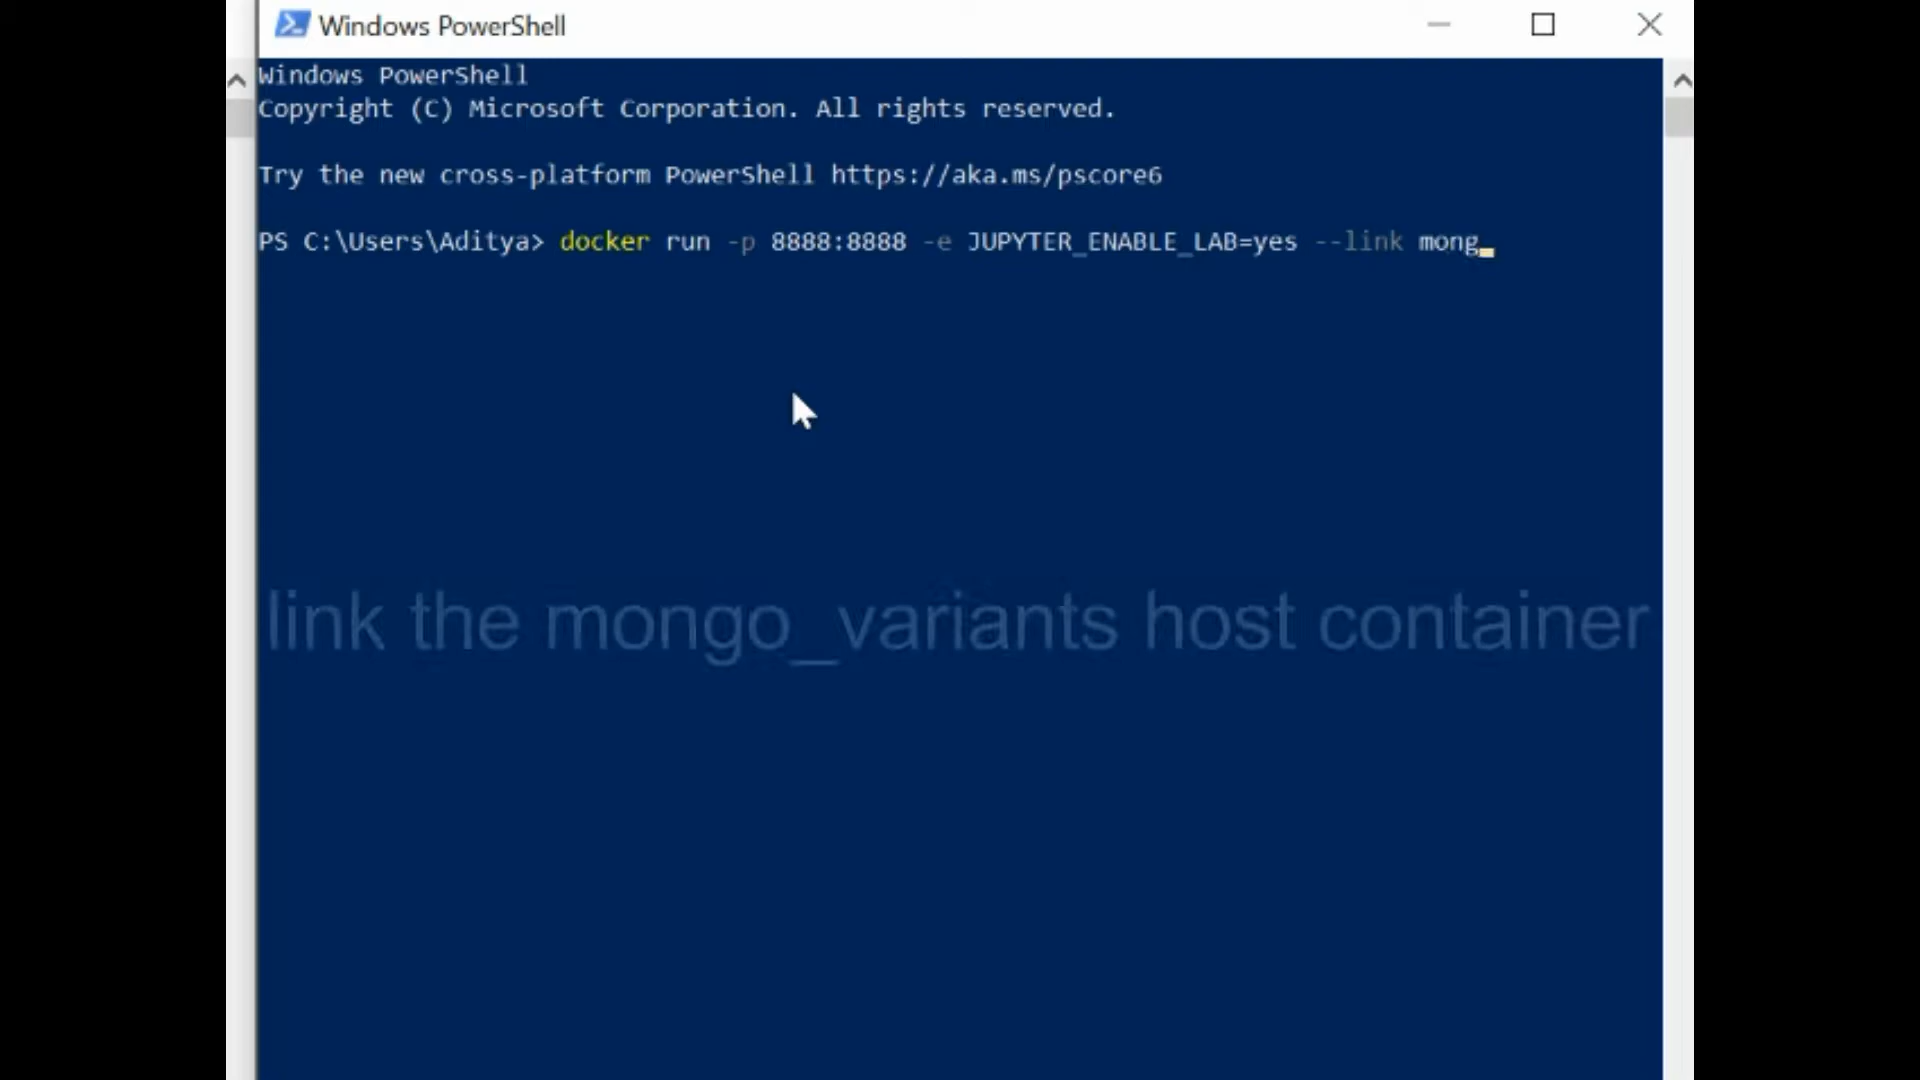 Windows PowerShell
Windows PowerShell
Copyright (C) Microsoft Corporation. All rights reserved.
Try the new cross-platform PowerShell https://aka.ms/pscore6
PS C:\Users\Aditya> docker run -p 8888:8888 -e JUPYTER_ENABLE_LAB=yes --link mong
link the mongo_variants host container